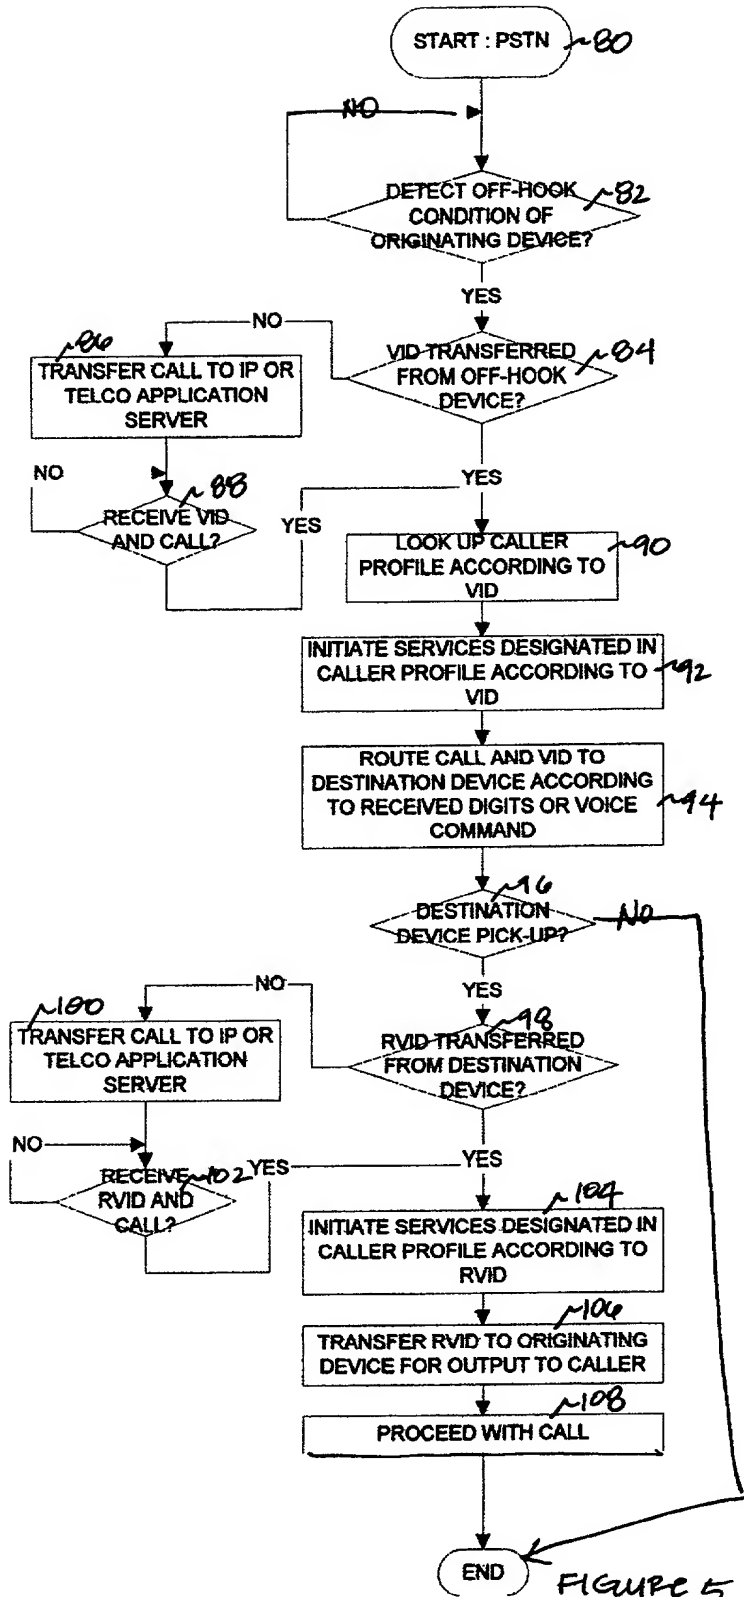 START : PSTN ~80
NO
DETECT OFF-HOOK ~82
CONDITION OF
ORIGINATING DEVICE?
YES
NO
~86
TRANSFER CALL TO IP OR
TELCO APPLICATION
SERVER
VID TRANSFERRED ~84
FROM OFF-HOOK
DEVICE?
NO
~88
RECEIVE VID
AND CALL?
YES
YES
LOOK UP CALLER ~90
PROFILE ACCORDING TO
VID
INITIATE SERVICES DESIGNATED IN
CALLER PROFILE ACCORDING TO ~92
VID
ROUTE CALL AND VID TO
DESTINATION DEVICE ACCORDING
TO RECEIVED DIGITS OR VOICE ~94
COMMAND
~96
DESTINATION
DEVICE PICK-UP?
No
YES
NO
~100
TRANSFER CALL TO IP OR
TELCO APPLICATION
SERVER
~98
RVID TRANSFERRED
FROM DESTINATION
DEVICE?
NO
RECEIVE ~102
RVID AND
CALL?
YES
YES
~104
INITIATE SERVICES DESIGNATED IN
CALLER PROFILE ACCORDING TO
RVID
~106
TRANSFER RVID TO ORIGINATING
DEVICE FOR OUTPUT TO CALLER
~108
PROCEED WITH CALL
END
FIGURE 5